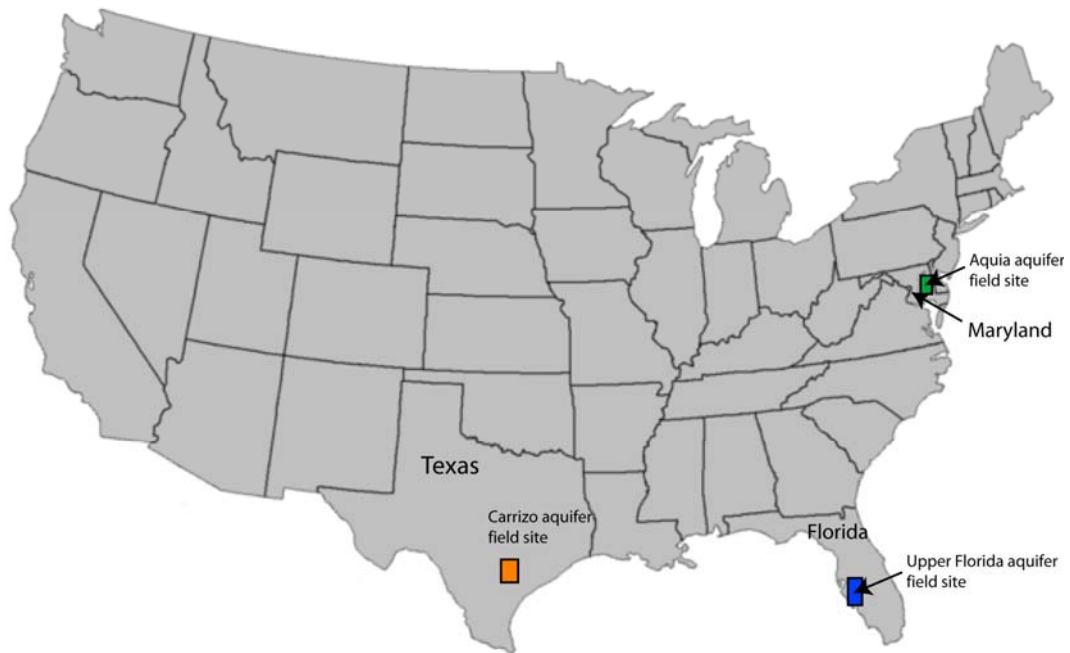 Aquia aquifer
field site
Maryland
Texas
Carrizo aquifer
field site
Florida
Upper Florida aquifer
field site